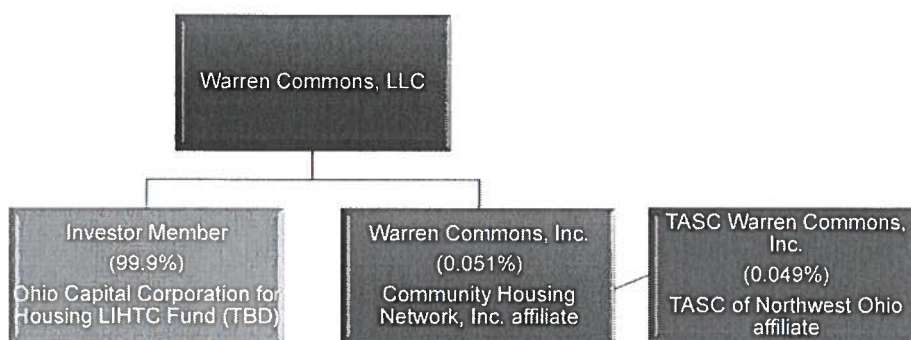 Warren Commons, LLC
Investor Member
(99.9%)
Ohio Capital Corporation for
Housing LIHTC Fund (TBD)
Warren Commons, Inc.
(0.051%)
Community Housing
Network, Inc. affiliate
TASC Warren Commons,
Inc.
(0.049%)
TASC of Northwest Ohio
affiliate